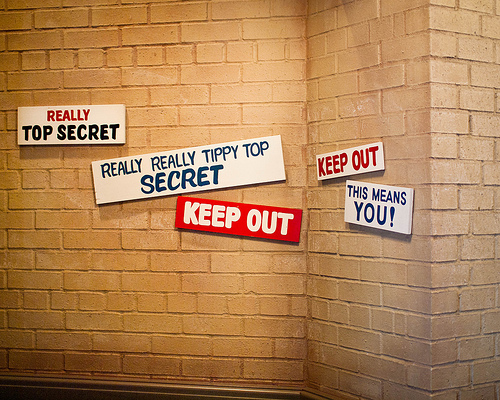 REALLY
TOP SECRET
REALLY REALLY TIPPY TOP
SECRET
KEEP OUT
KEEP OUT
THIS MEANS
YOU!